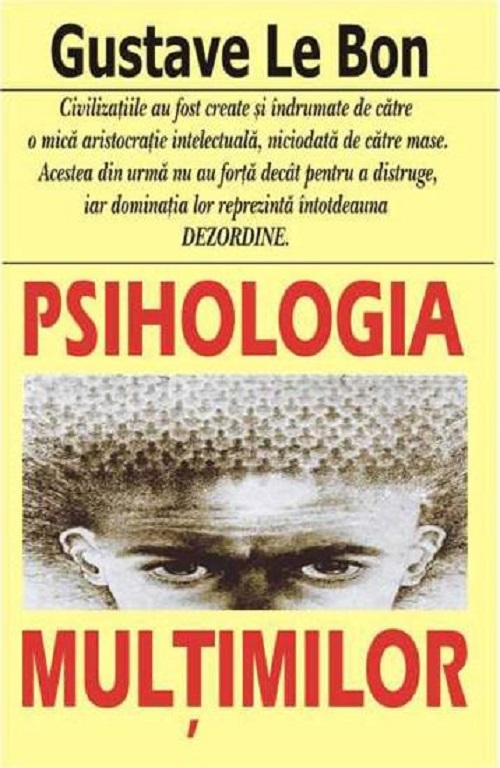 Gustave Le Bon
Civilizațiile au fost create și îndrumate de către
o mică aristocrație intelectuală, niciodată de către mase.
Acestea din urmă nu au forță decât pentru a distruge,
iar dominația lor reprezintă întotdeauna
DEZORDINE.
PSIHOLOGIA
MULȚIMILOR